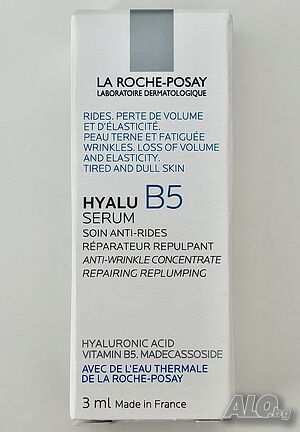 LA ROCHE-POSAY
LABORATOIRE DERMATOLOGIQUE
RIDES. PERTE DE VOLUME
ET D'ÉLASTICITÉ.
PEAU TERNE ET FATIGUÉE
WRINKLES. LOSS OF VOLUME
AND ELASTICITY.
TIRED AND DULL SKIN
HYALU B5
SERUM
SOIN ANTI-RIDES
RÉPARATEUR REPULPANT
ANTI-WRINKLE CONCENTRATE
REPAIRING REPLUMPING
HYALURONIC ACID
VITAMIN B5. MADECASSOSIDE
AVEC DE L'EAU THERMALE
DE LA ROCHE-POSAY
3 ml Made in France
ALO.bg